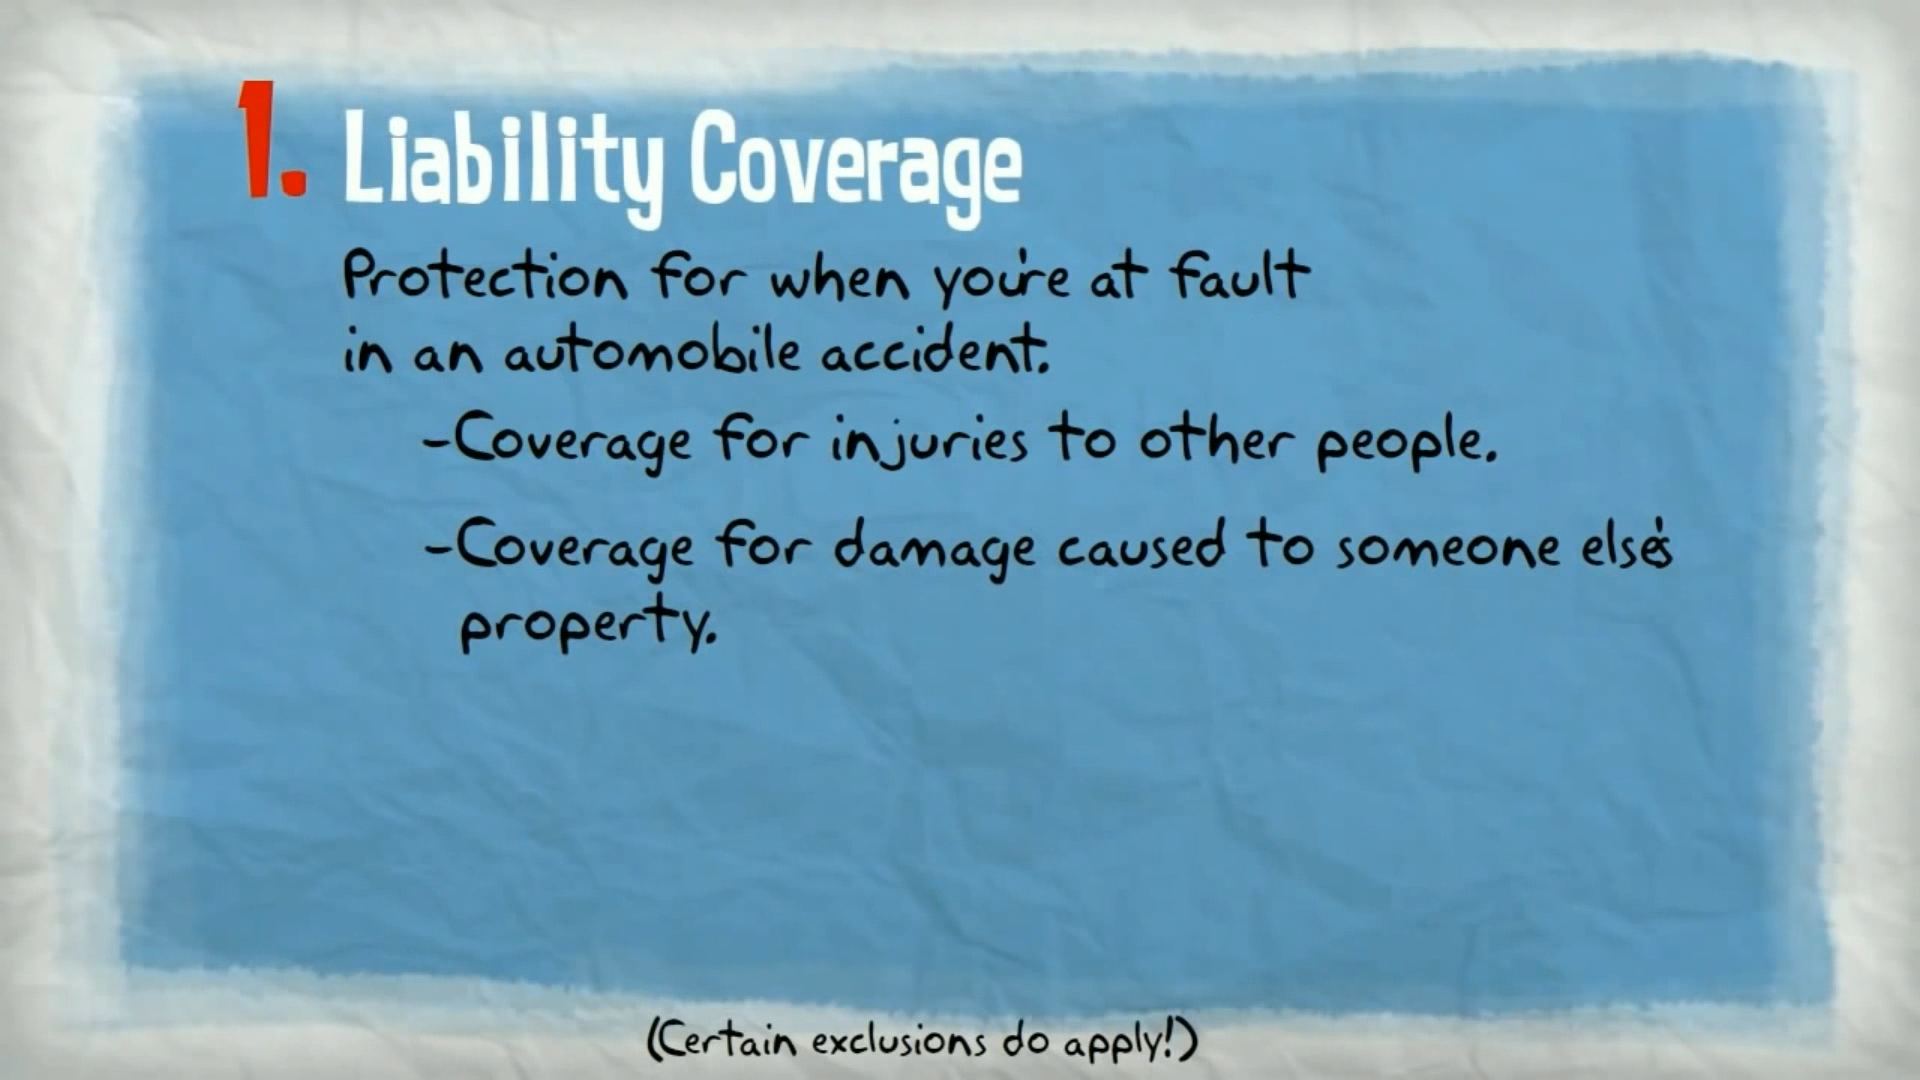 1. Liability Coverage
Protection for when you're at fault
in an automobile accident.
-Coverage for injuries to other people.
-Coverage for damage caused to someone else's
property.
(Certain exclusions do apply!)